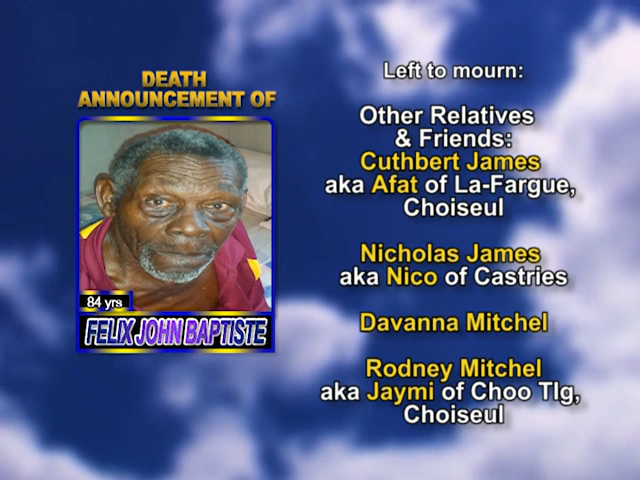 DEATH
ANNOUNCEMENT OF
84 yrs
FELIX JOHN BAPTISTE
Left to mourn:
Other Relatives
& Friends:
Cuthbert James
aka Afat of La-Fargue,
Choiseul
Nicholas James
aka Nico of Castries
Davanna Mitchel
Rodney Mitchel
aka Jaymi of Choo Tlg,
Choiseul